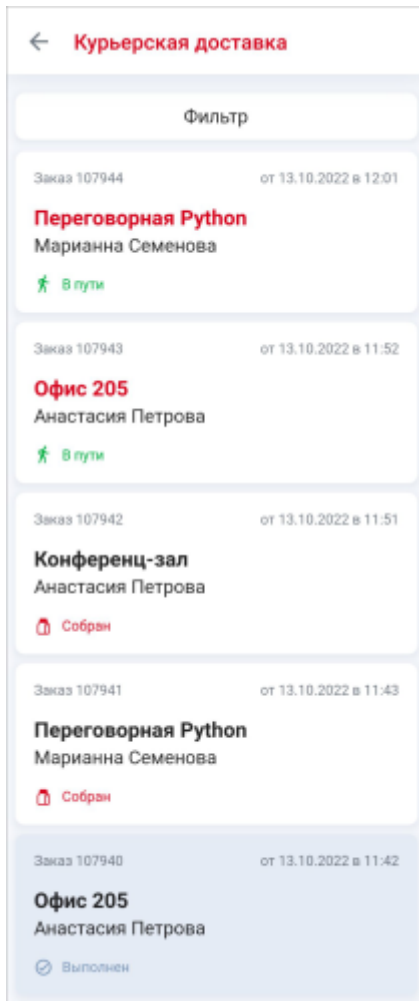 Курьерская доставка
Фильтр
Заказ 107944 от 13.10.2022 в 12:01
Переговорная Python
Марианна Семенова
В пути
Заказ 107943 от 13.10.2022 в 11:52
Офис 205
Анастасия Петрова
В пути
Заказ 107942 от 13.10.2022 в 11:51
Конференц-зал
Анастасия Петрова
Собран
Заказ 107941 от 13.10.2022 в 11:43
Переговорная Python
Марианна Семенова
Собран
Заказ 107940 от 13.10.2022 в 11:42
Офис 205
Анастасия Петрова
Выполнен